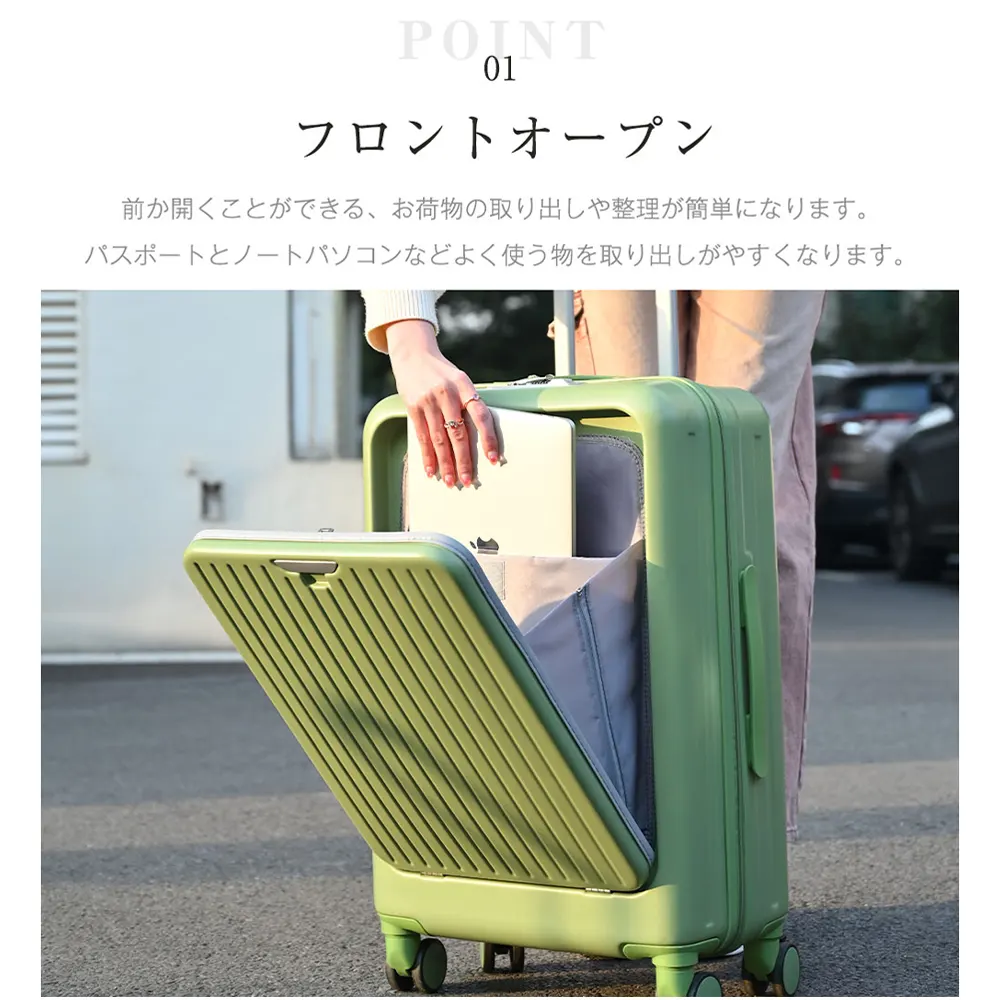 POINT
01
フロントオープン
前か開くことができる、お荷物の取り出しや整理が簡単になります。
パスポートとノートパソコンなどよく使う物を取り出しがやすくなります。